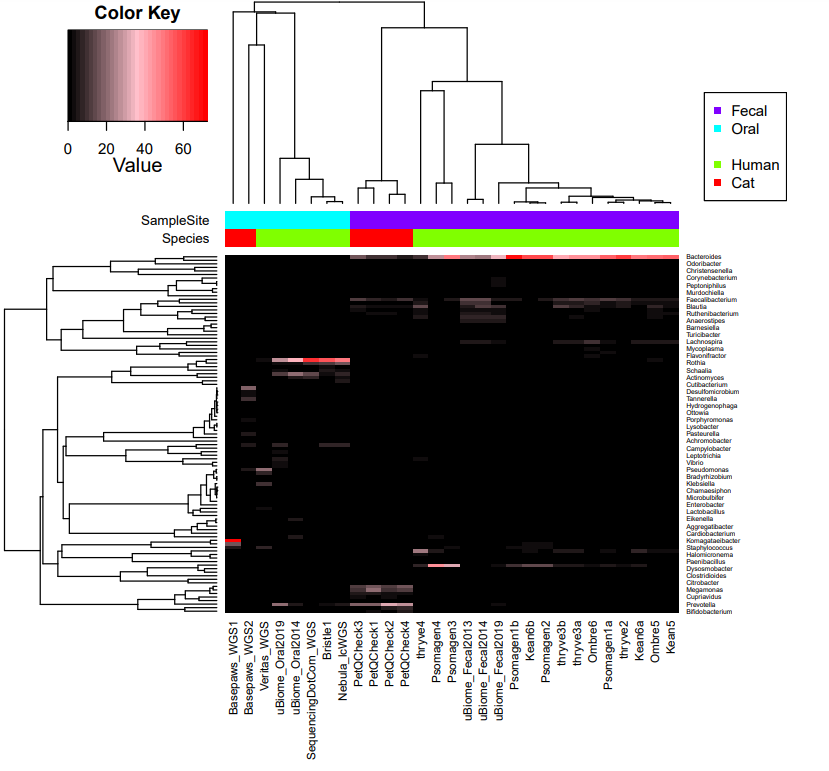 Color Key
0 20 40 60
Value
Fecal
Oral
Human
Cat
SampleSite
Species
Bacteroides
Odoribacter
Christensenella
Corynebacterium
Peptoniphilus
Murdochiella
Faecalibacterium
Blautia
Ruthenibacterium
Anaerostipes
Barnesiella
Turicibacter
Lachnospira
Mycoplasma
Flavonifractor
Rothia
Schaalia
Actinomyces
Cutibacterium
Desulfomicrobium
Tannerella
Hydrogenophaga
Ottowia
Porphyromonas
Lysobacter
Pasteurella
Achromobacter
Campylobacter
Leptotrichia
Vibrio
Pseudomonas
Bradyrhizobium
Klebsiella
Chamaesiphon
Microbulbifer
Enterobacter
Lactobacillus
Eikenella
Aggregatibacter
Cardiobacterium
Komagataeibacter
Staphylococcus
Halomicronema
Paenibacillus
Dysosmobacter
Clostridioides
Citrobacter
Megamonas
Cupriavidus
Prevotella
Bifidobacterium
Basepaws_WGS1
Basepaws_WGS2
Veritas_WGS
uBiome_Oral2019
uBiome_Oral2014
SequencingDotCom_WGS
Bristle1
Nebula_lcWGS
PetQCheck3
PetQCheck1
PetQCheck2
PetQCheck4
thryve4
Psomagen4
Psomagen3
uBiome_Fecal2013
uBiome_Fecal2014
uBiome_Fecal2019
Psomagen1b
Kean6b
Psomagen2
thryve3b
thryve3a
Ombre6
Psomagen1a
thryve2
Kean6a
Ombre5
Kean5